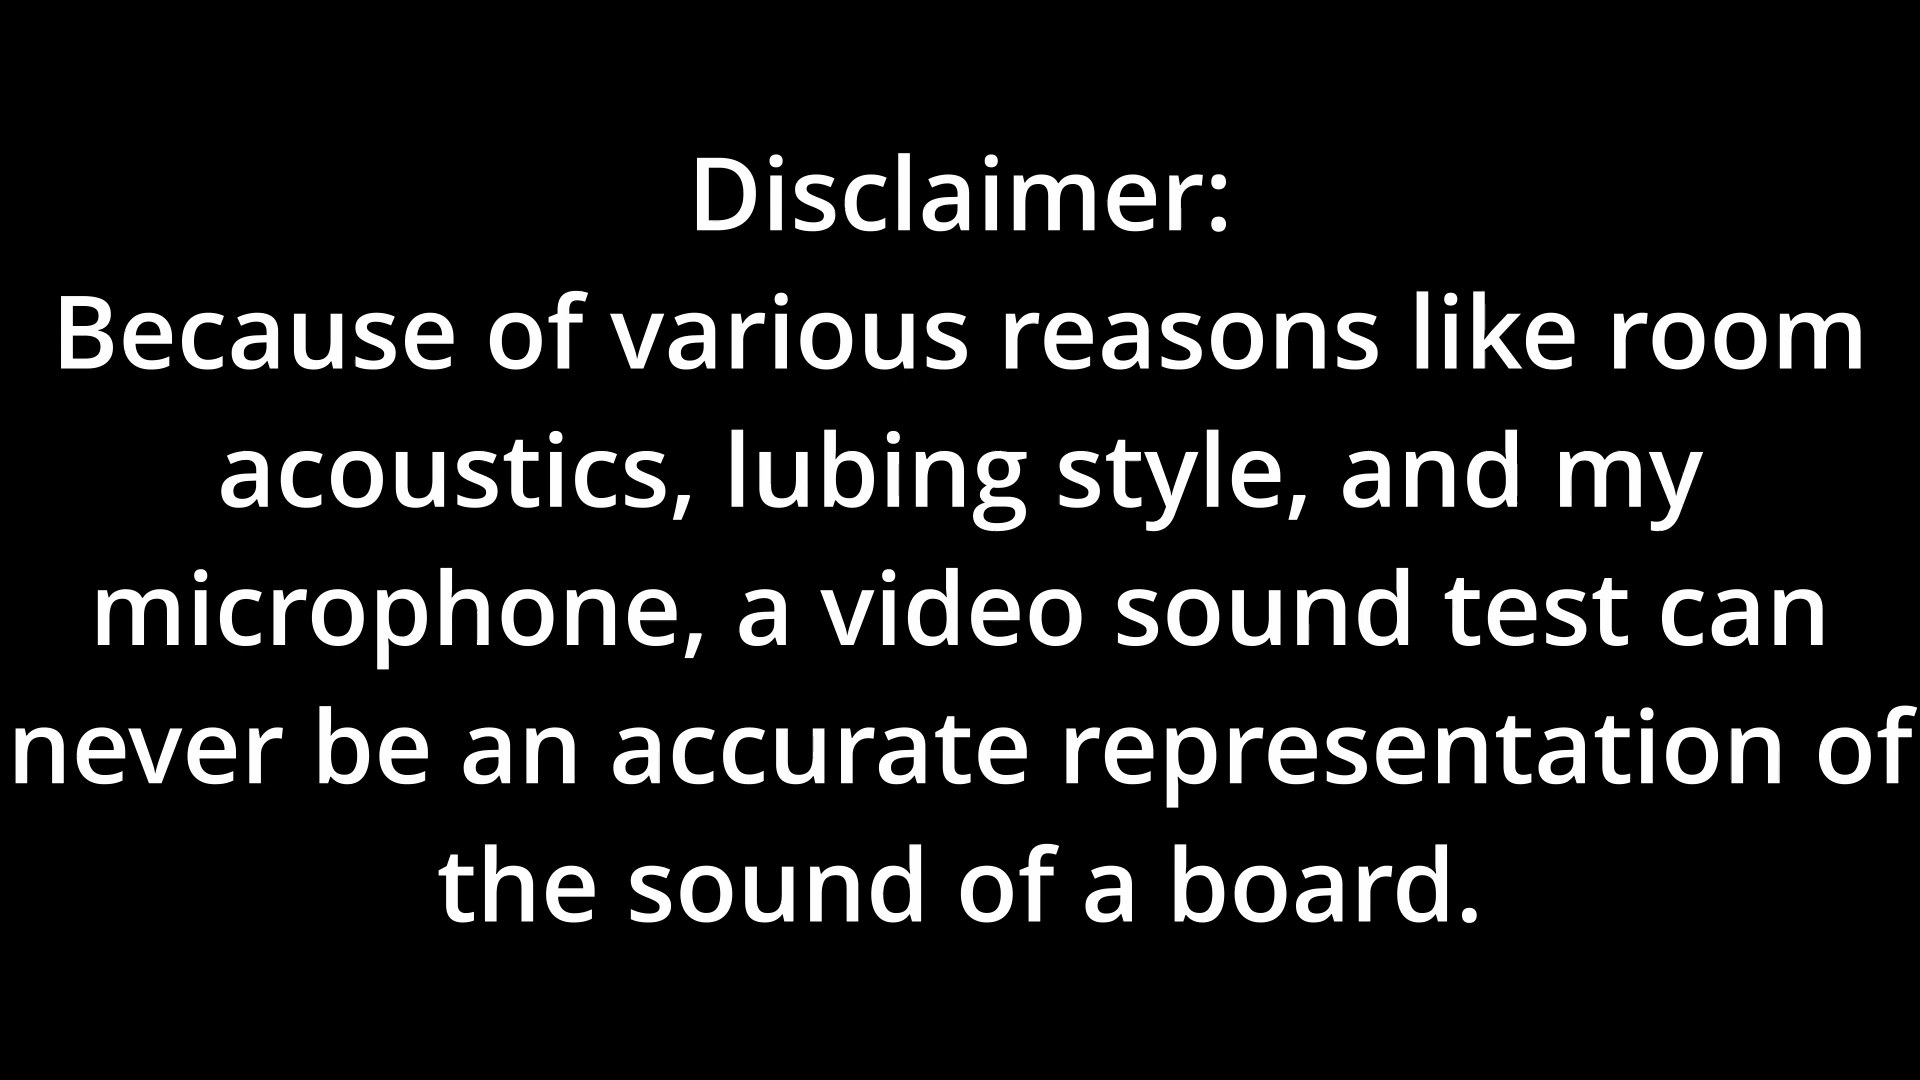 Disclaimer:
Because of various reasons like room
acoustics, lubing style, and my
microphone, a video sound test can
never be an accurate representation of
the sound of a board.